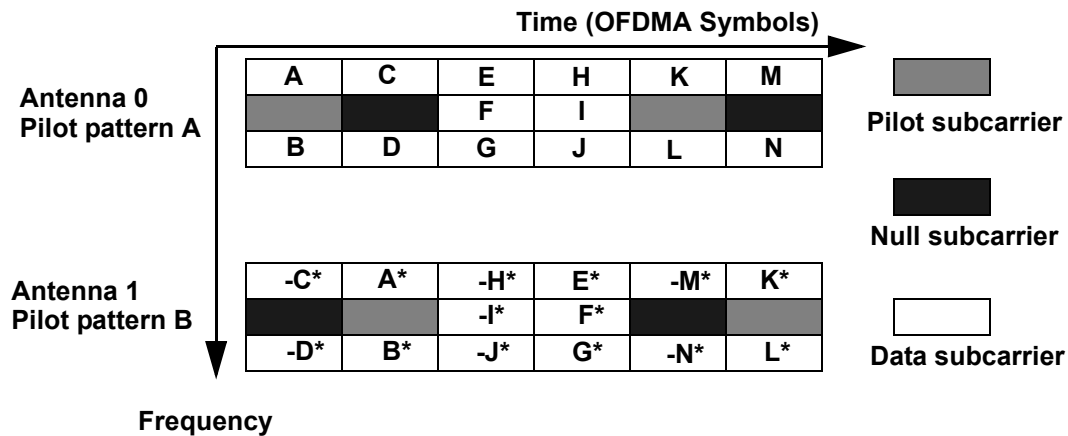 Time (OFDMA Symbols)
Antenna 0
Pilot pattern A
A C E H K M
F I
B D G J L N
Pilot subcarrier
Null subcarrier
Antenna 1
Pilot pattern B
-C* A* -H* E* -M* K*
-I* F*
-D* B* -J* G* -N* L*
Data subcarrier
Frequency